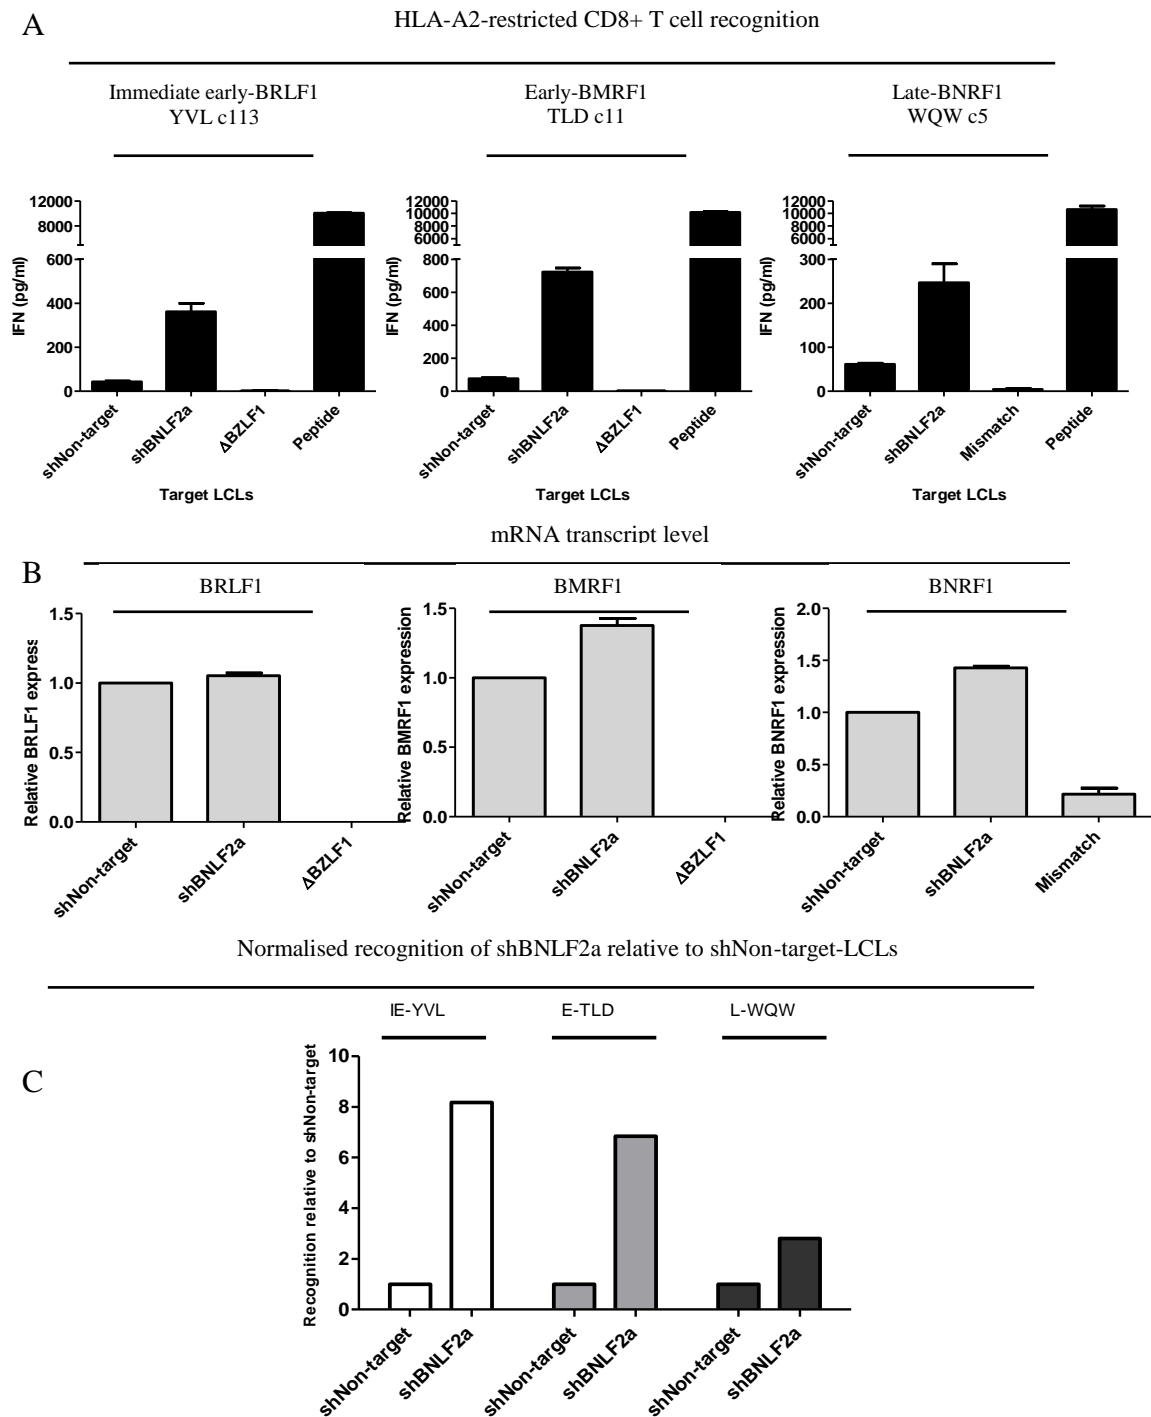 A
HLA-A2-restricted CD8+ T cell recognition
Immediate early-BRLF1
YVL c113
Early-BMRF1
TLD c11
Late-BNRF1
WQW c5
IFN (pg/ml)
12000
8000
600
400
200
0
shNon-target
shBNLF2a
ΔBZLF1
Peptide
Target LCLs
IFN (pg/ml)
12000
10000
8000
6000
800
600
400
200
0
shNon-target
shBNLF2a
ΔBZLF1
Peptide
Target LCLs
IFN (pg/ml)
12000
10000
8000
6000
300
200
100
0
shNon-target
shBNLF2a
Mismatch
Peptide
Target LCLs
mRNA transcript level
B
BRLF1
BMRF1
BNRF1
Relative BRLF1 express
1.5
1.0
0.5
0.0
shNon-target
shBNLF2a
ΔBZLF1
Relative BMRF1 expression
1.5
1.0
0.5
0.0
shNon-target
shBNLF2a
ΔBZLF1
Relative BNRF1 expression
2.0
1.5
1.0
0.5
0.0
shNon-target
shBNLF2a
Mismatch
Normalised recognition of shBNLF2a relative to shNon-target-LCLs
IE-YVL
E-TLD
L-WQW
C
Recognition relative to shNon-target
10
8
6
4
2
0
shNon-target
shBNLF2a
shNon-target
shBNLF2a
shNon-target
shBNLF2a